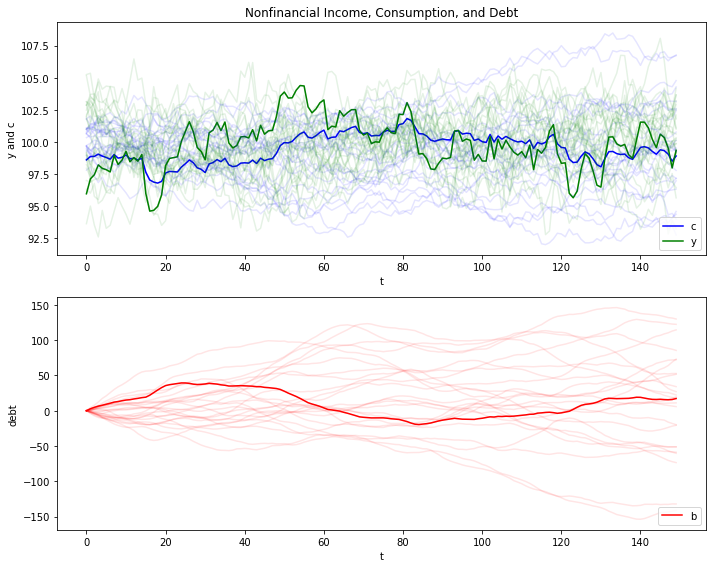 Nonfinancial Income, Consumption, and Debt
107.5
105.0
102.5
100.0
97.5
95.0
92.5
y and c
c
y
0 20 40 60 80 100 120 140
t
150
100
50
0
−50
−100
−150
debt
b
0 20 40 60 80 100 120 140
t